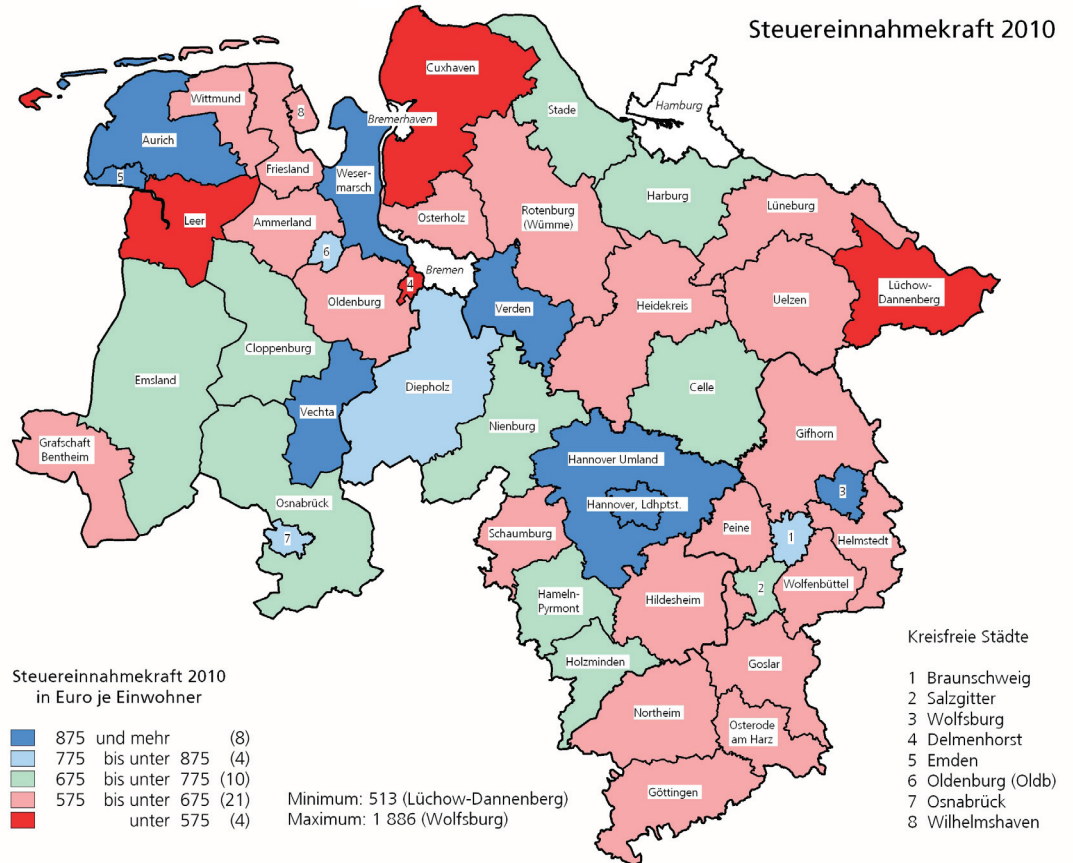 Steuereinnahmekraft 2010
Cuxhaven
Wittmund
Stade
Hamburg
8
Bremerhaven
Aurich
Weser-
marsch
Friesland
5
Harburg
Lüneburg
Leer
Ammerland
Osterholz
Rotenburg
(Wümme)
6
Bremen
4
Oldenburg
Verden
Heidekreis
Uelzen
Lüchow-
Dannenberg
Cloppenburg
Emsland
Diepholz
Celle
Vechta
Nienburg
Gifhorn
Grafschaft
Bentheim
Hannover Umland
3
Osnabrück
Hannover, Ldhptst.
7
Schaumburg
Peine
1
Helmstedt
2
Wolfenbüttel
Hameln-
Pyrmont
Hildesheim
Holzminden
Goslar
Northeim
Osterode
am Harz
Göttingen
Steuereinnahmekraft 2010
in Euro je Einwohner
875 und mehr (8)
775 bis unter 875 (4)
675 bis unter 775 (10)
575 bis unter 675 (21)
unter 575 (4)
Minimum: 513 (Lüchow-Dannenberg)
Maximum: 1 886 (Wolfsburg)
Kreisfreie Städte
1 Braunschweig
2 Salzgitter
3 Wolfsburg
4 Delmenhorst
5 Emden
6 Oldenburg (Oldb)
7 Osnabrück
8 Wilhelmshaven